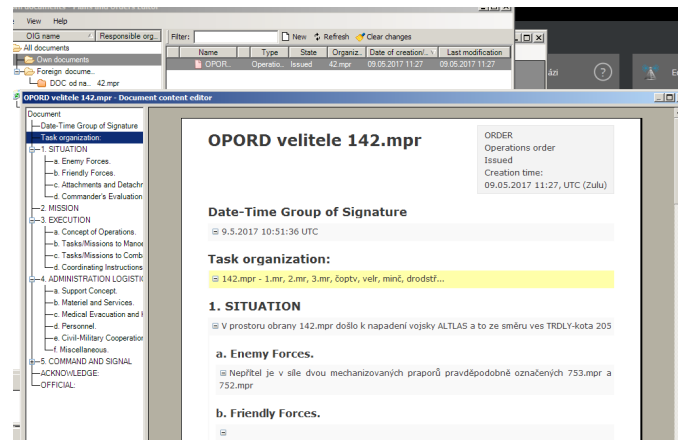 View Help
OIG name / Responsible org..
Filter: New Refresh Clear changes
All documents
Own documents
Foreign docume..
DOC od na.. 42.mpr
Name Type State Organiz.. Date of creation/.. Last modification
OPOR.. Operatio.. Issued 42.mpr 09.05.2017 11:27 09.05.2017 11:27
ází ?
OPORD velitele 142.mpr - Document content editor
Document
Date-Time Group of Signature
Task organization:
1. SITUATION
a. Enemy Forces.
b. Friendly Forces.
c. Attachments and Detachr
d. Commander's Evaluation
2. MISSION
3. EXECUTION
a. Concept of Operations.
b. Tasks/Missions to Manoe
c. Tasks/Missions to Comb
d. Coordinating Instructions
4. ADMINISTRATION LOGISTIC
a. Support Concept.
b. Materiel and Services.
c. Medical Evacuation and H
d. Personnel.
e. Civil-Military Cooperation
f. Miscellaneous.
5. COMMAND AND SIGNAL
ACKNOWLEDGE:
OFFICIAL:
OPORD velitele 142.mpr
ORDER
Operations order
Issued
Creation time:
09.05.2017 11:27, UTC (Zulu)
Date-Time Group of Signature
9.5.2017 10:51:36 UTC
Task organization:
142.mpr - 1.mr, 2.mr, 3.mr, čoptv, velr, minč, drodstř...
1. SITUATION
V prostoru obrany 142.mpr došlo k napadení vojsky ALTLAS a to ze směru ves TRDLY-kota 205
a. Enemy Forces.
Nepřítel je v síle dvou mechanizovaných praporů pravděpodobně označených 753.mpr a
752.mpr
b. Friendly Forces.